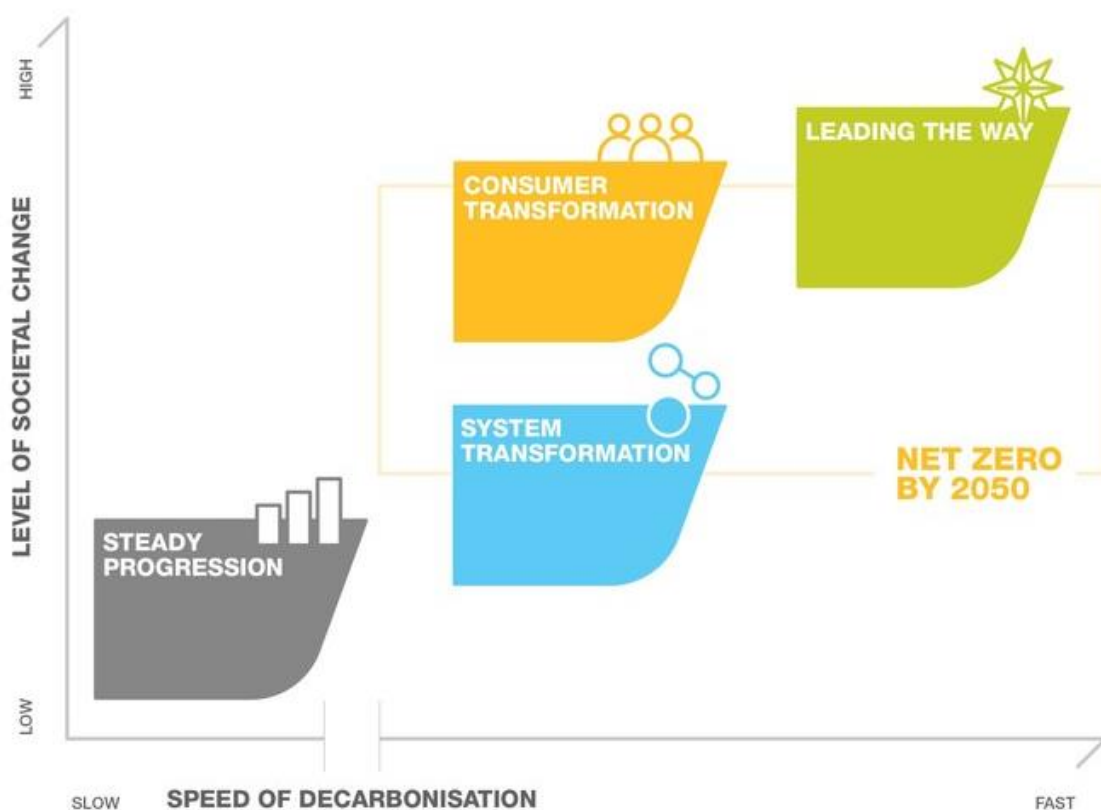 HIGH
LEVEL OF SOCIETAL CHANGE
LOW
LEADING THE WAY
CONSUMER
TRANSFORMATION
SYSTEM
TRANSFORMATION
NET ZERO
BY 2050
STEADY
PROGRESSION
SLOW
SPEED OF DECARBONISATION
FAST